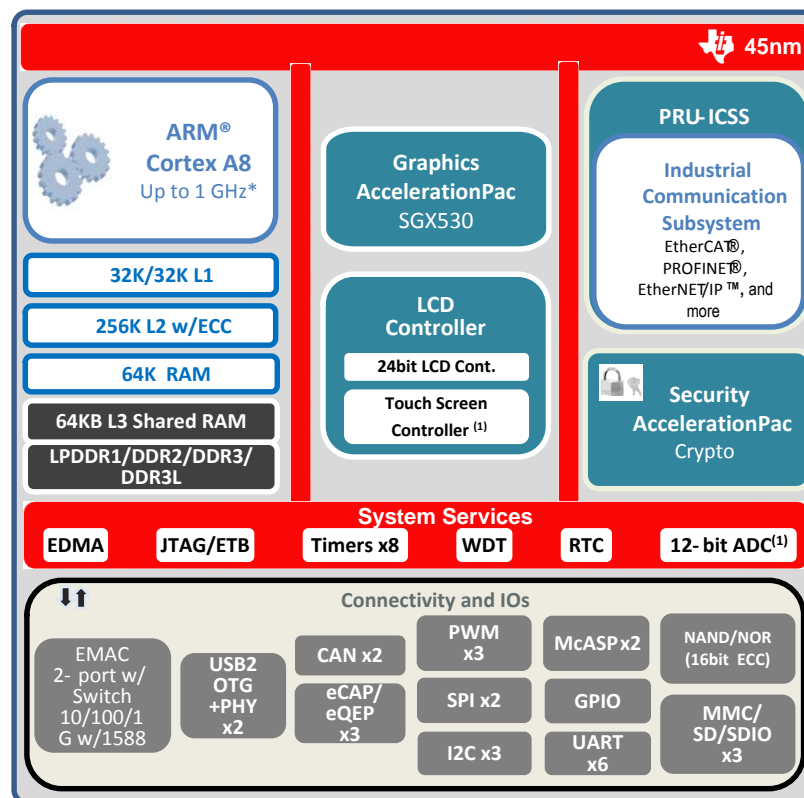 45nm
ARM®
Cortex A8
Up to 1 GHz*
32K/32K L1
256K L2 w/ECC
64K RAM
64KB L3 Shared RAM
LPDDR1/DDR2/DDR3/
DDR3L
Graphics
AccelerationPac
SGX530
LCD
Controller
24bit LCD Cont.
Touch Screen
Controller (1)
PRU-ICSS
Industrial
Communication
Subsystem
EtherCAT®,
PROFINET®,
EtherNET/IP™, and
more
Security
AccelerationPac
Crypto
System Services
EDMA
JTAG/ETB
Timers x8
WDT
RTC
12- bit ADC(1)
Connectivity and IOs
EMAC
2- port w/
Switch
10/100/1
G w/1588
USB2
OTG
+PHY
x2
CAN x2
eCAP/
eQEP
x3
PWM
x3
SPI x2
I2C x3
McASP x2
GPIO
UART
x6
NAND/NOR
(16bit ECC)
MMC/
SD/SDIO
x3